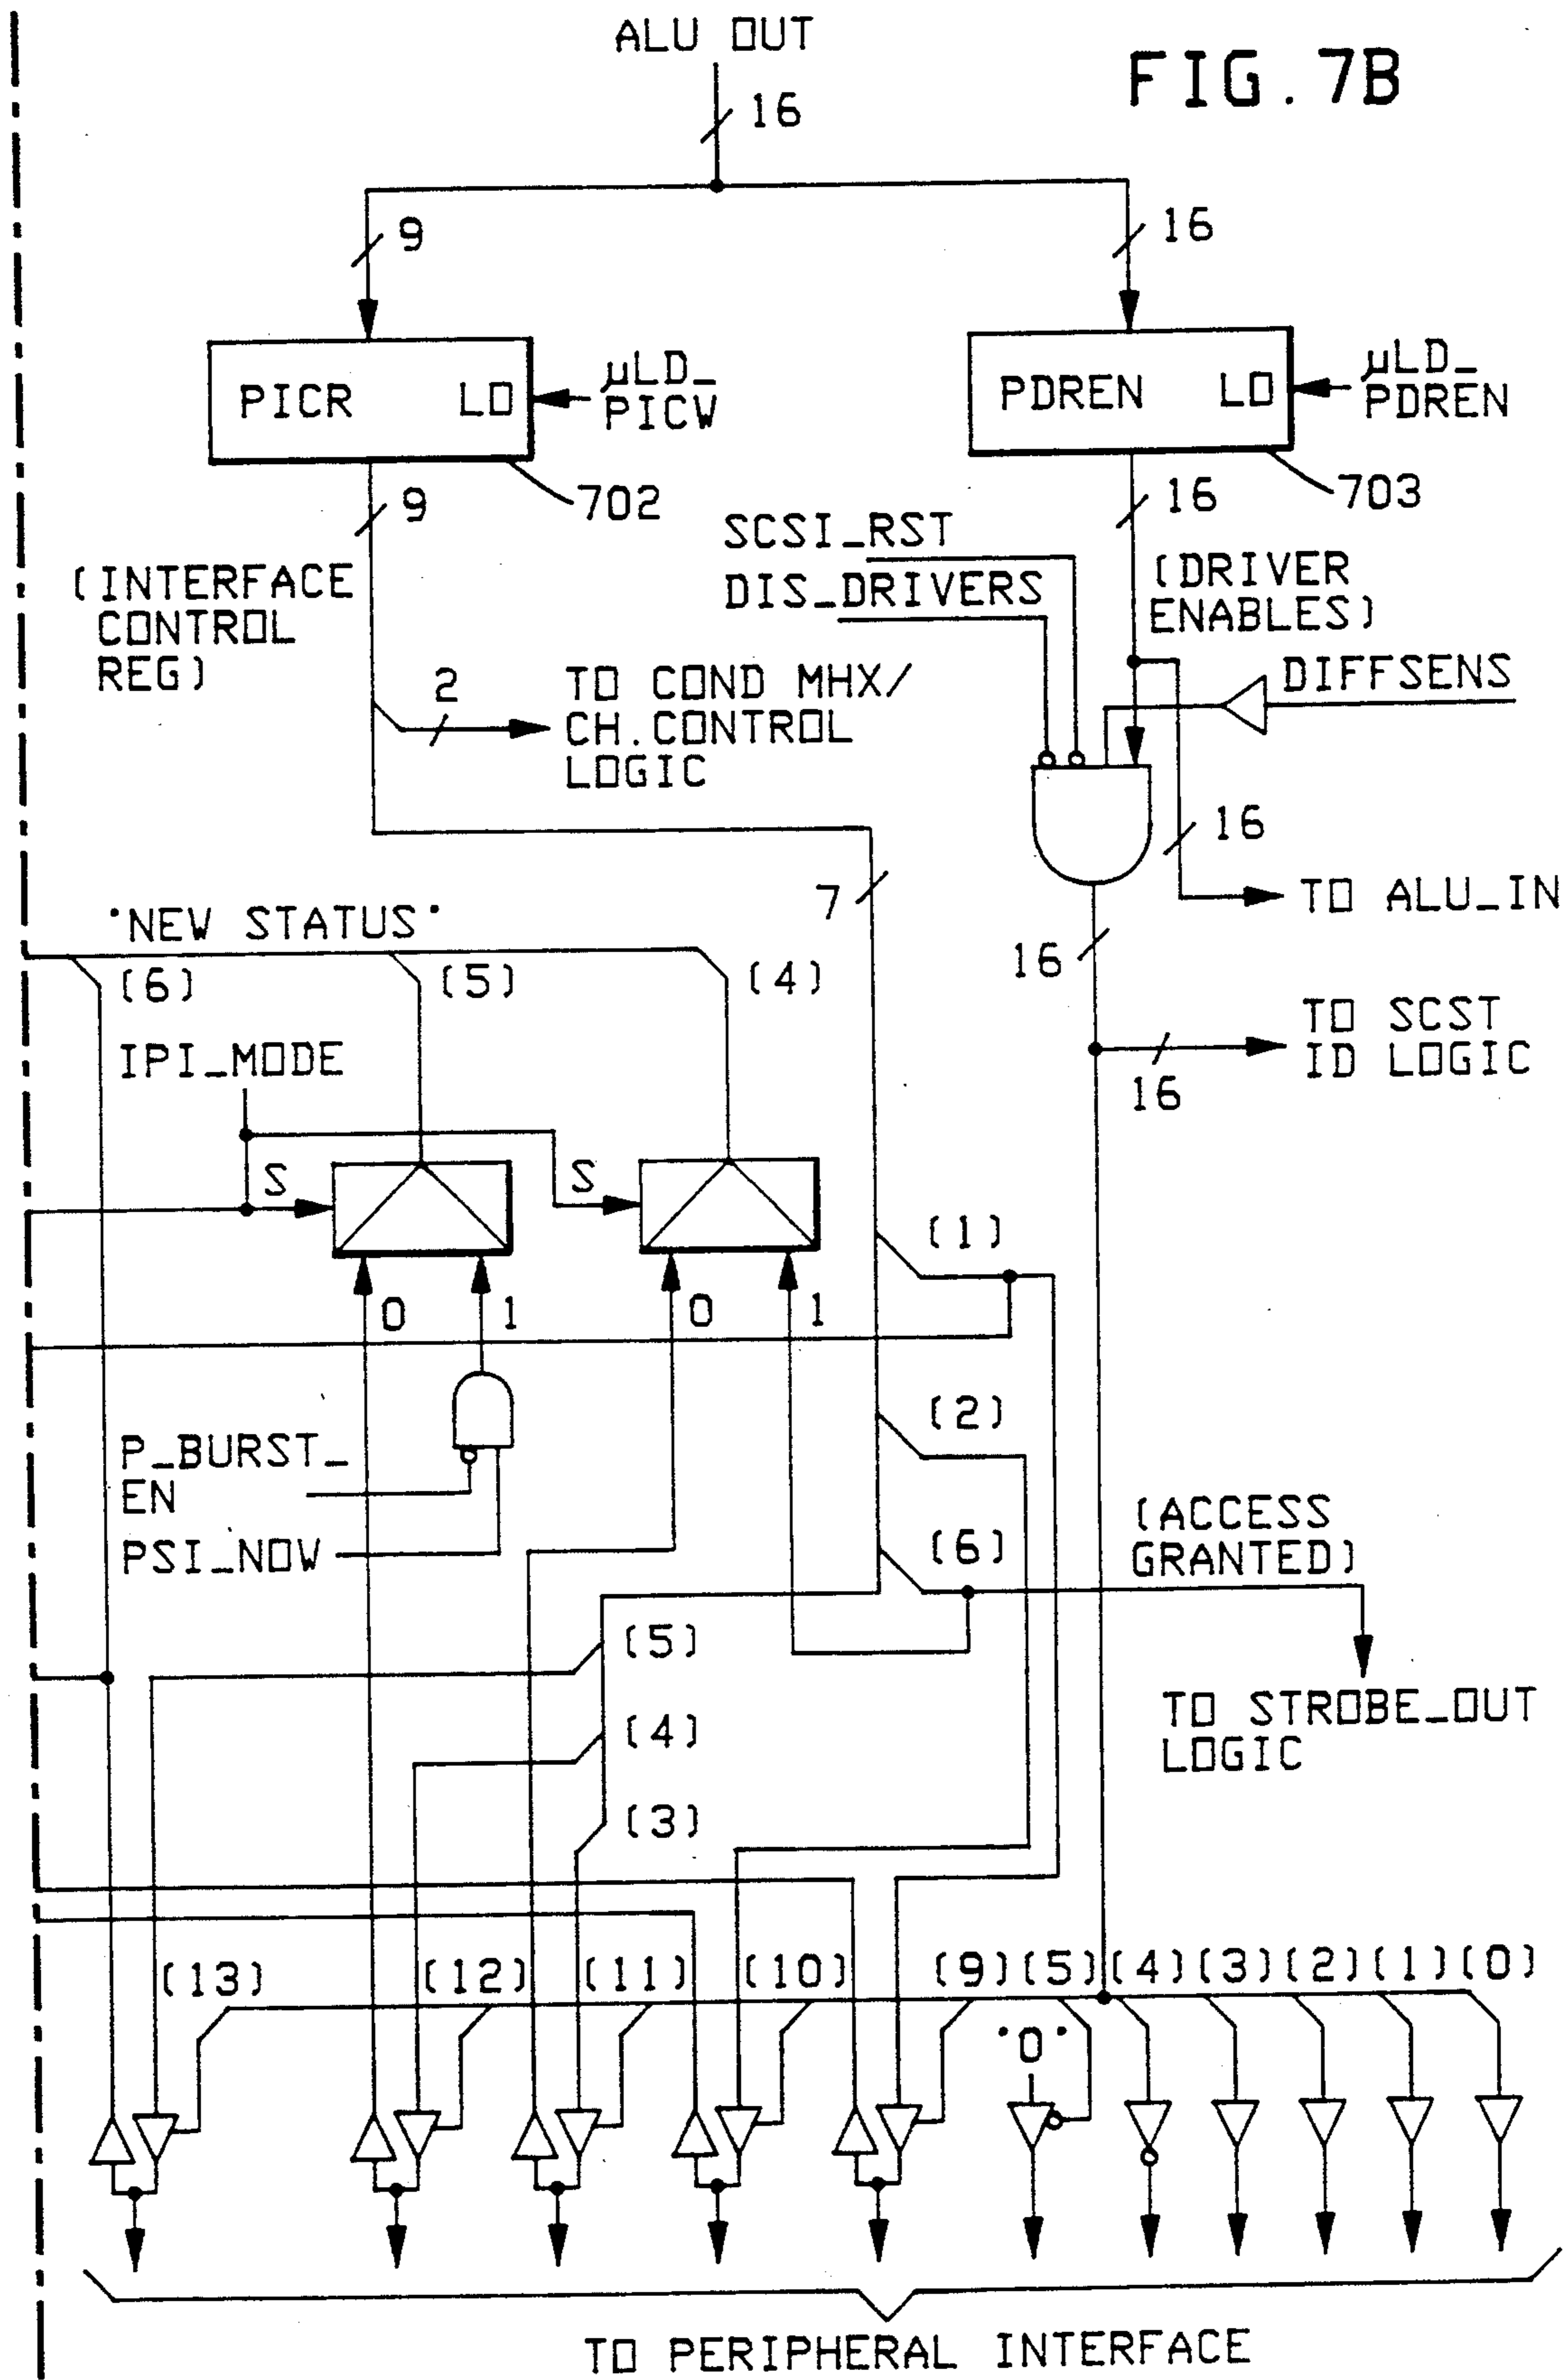 ALU OUT
FIG. 7B
16
9
16
PICR LD
µLD_
PICW
PDREN LD
µLD_
PDREN
702
703
9
16
(INTERFACE
CONTROL
REG)
SCSI_RST
DIS_DRIVERS
(DRIVER
ENABLES)
2
TO COND MHX/
CH.CONTROL
LOGIC
DIFFSENS
16
7
TO ALU_IN
"NEW STATUS"
16
(6)
(5)
(4)
TO SCST
ID LOGIC
16
IPI_MODE
S
S
(1)
0
1
0
1
(2)
P_BURST_
EN
PSI_NOW
(6)
(ACCESS
GRANTED)
(5)
TO STROBE_OUT
LOGIC
(4)
(3)
(13)
(12)
(11)
(10)
(9)
(5)
(4)
(3)
(2)
(1)
(0)
"0"
TO PERIPHERAL INTERFACE